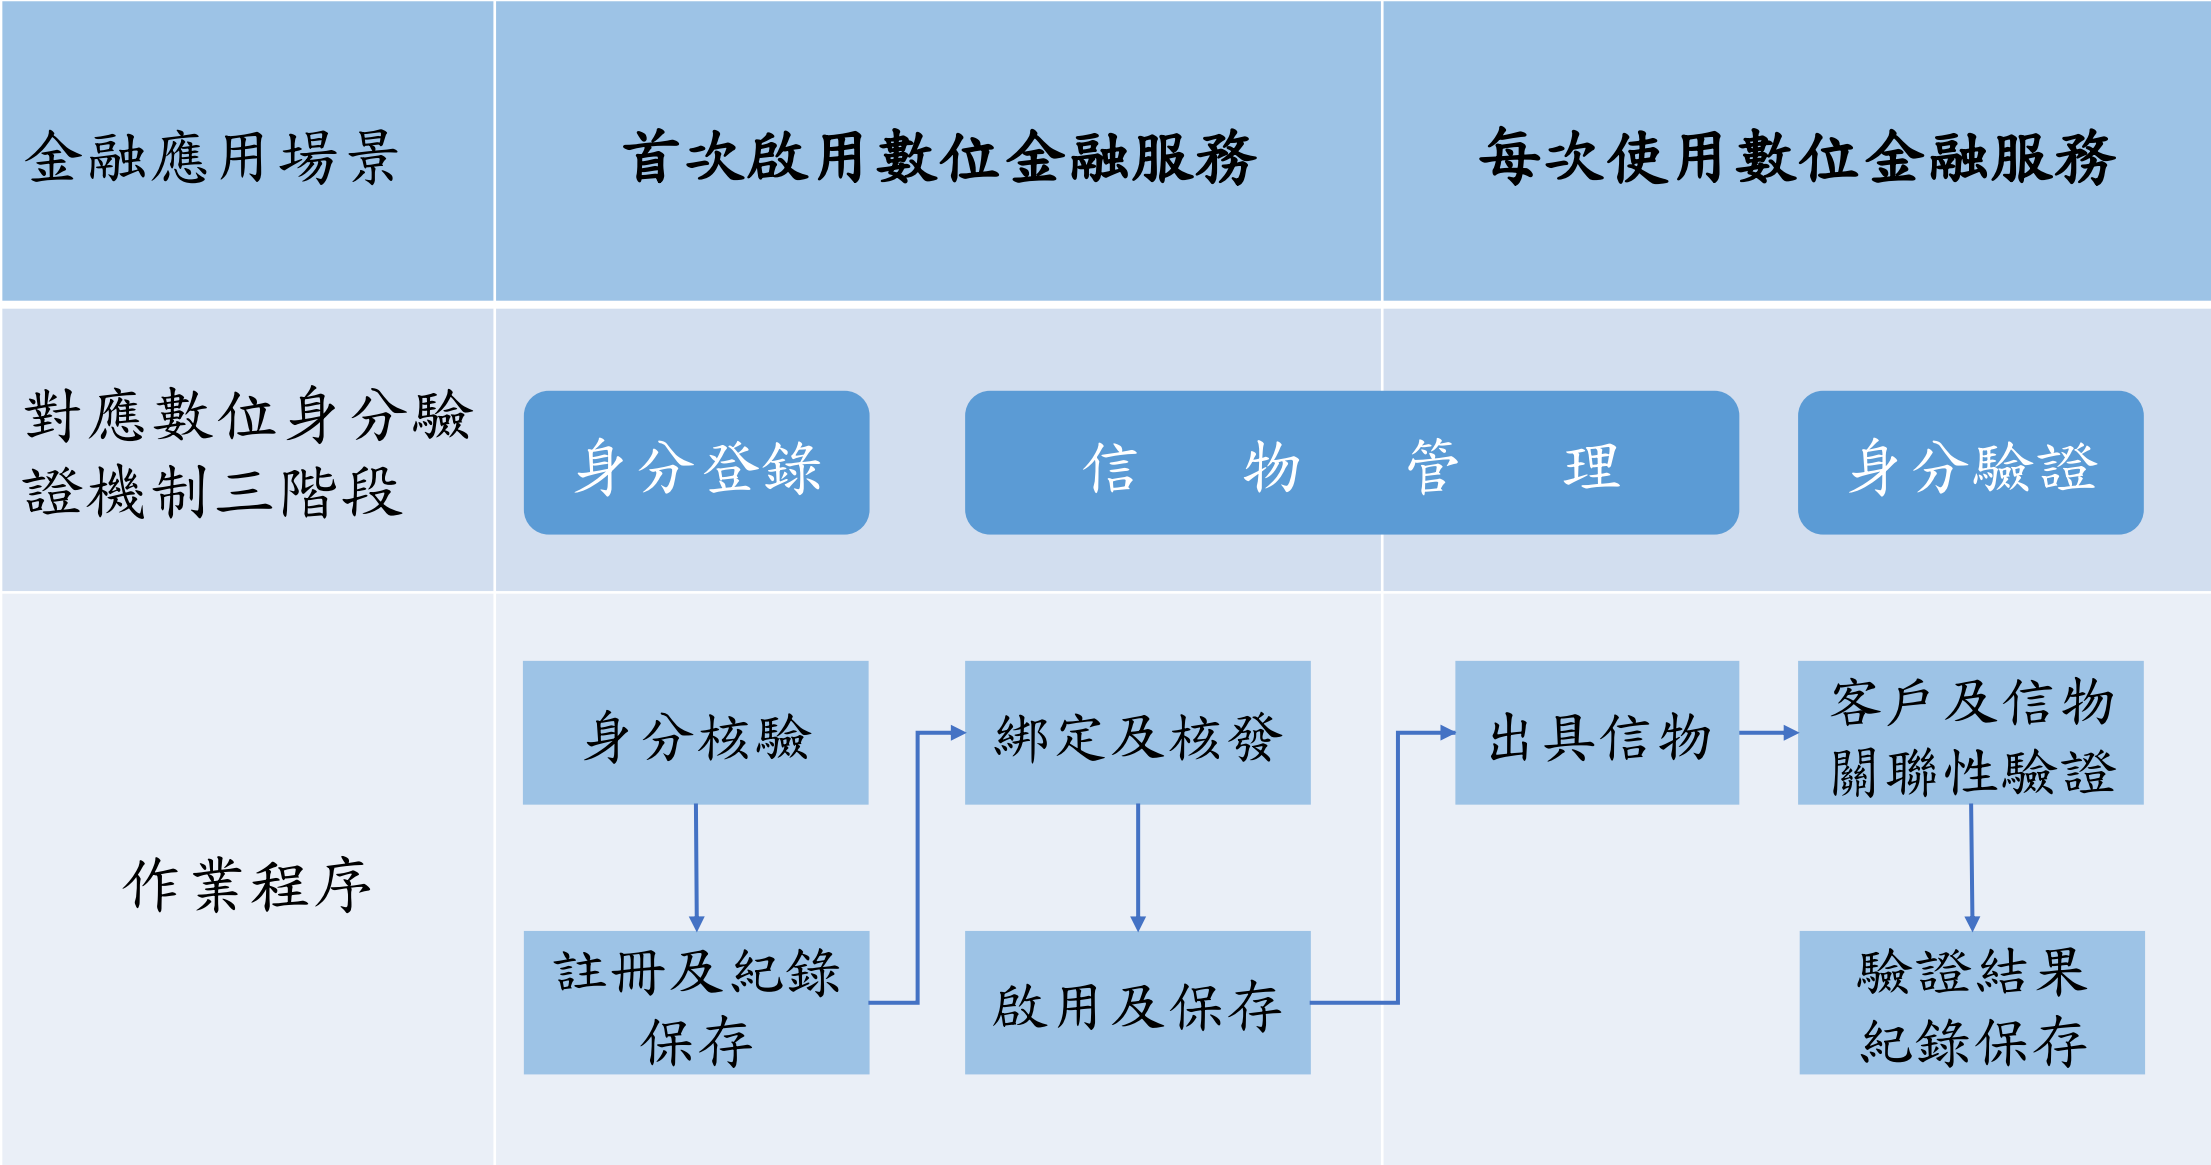 金融應用場景
首次啟用數位金融服務
每次使用數位金融服務
對應數位身分驗
證機制三階段
身分登錄
信物管理
身分驗證
作業程序
身分核驗
註冊及紀錄
保存
綁定及核發
啟用及保存
出具信物
客戶及信物
關聯性驗證
驗證結果
紀錄保存